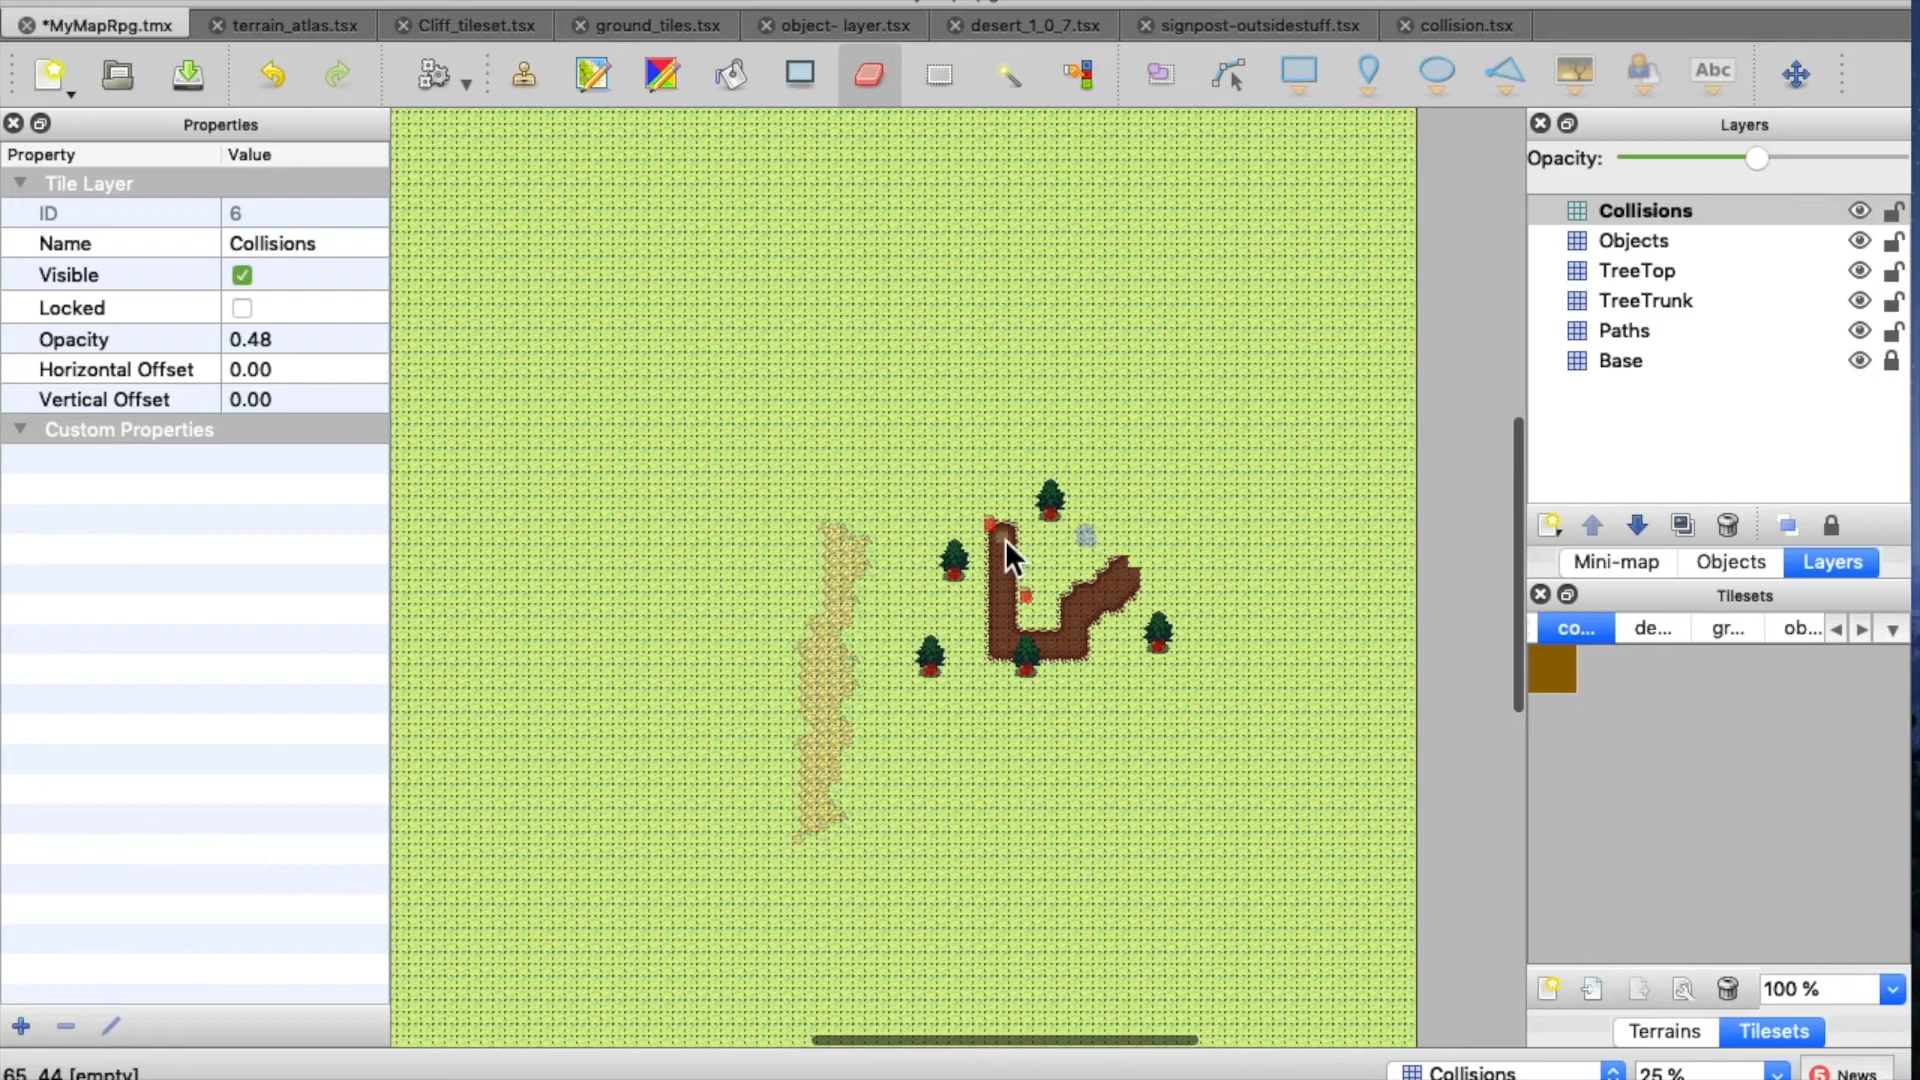 *MyMapRpg.tmx
terrain_atlas.tsx
Cliff_tileset.tsx
ground_tiles.tsx
object- layer.tsx
desert_1_0_7.tsx
signpost-outsidestuff.tsx
collision.tsx
Abc
Properties
Property Value
Tile Layer
ID 6
Name Collisions
Visible
Locked
Opacity 0.48
Horizontal Offset 0.00
Vertical Offset 0.00
Custom Properties
Layers
Opacity:
Collisions
Objects
TreeTop
TreeTrunk
Paths
Base
Mini-map Objects Layers
Tilesets
co... de... gr... ob...
100 %
Terrains Tilesets
65, 44 [empty]
Collisions
25 %
News